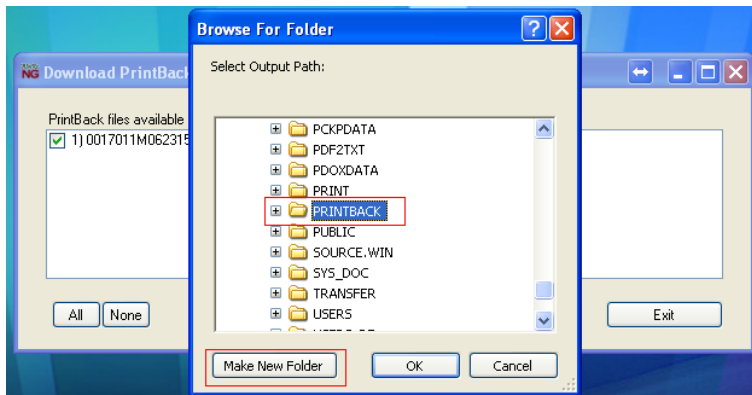 Browse For Folder
NG Download PrintBack
Select Output Path:
PrintBack files available
1) 0017011M062315
PCKPDATA
PDF2TXT
PDOXDATA
PRINT
PRINTBACK
PUBLIC
SOURCE.WIN
SYS_DOC
TRANSFER
USERS
All
None
Exit
Make New Folder
OK
Cancel